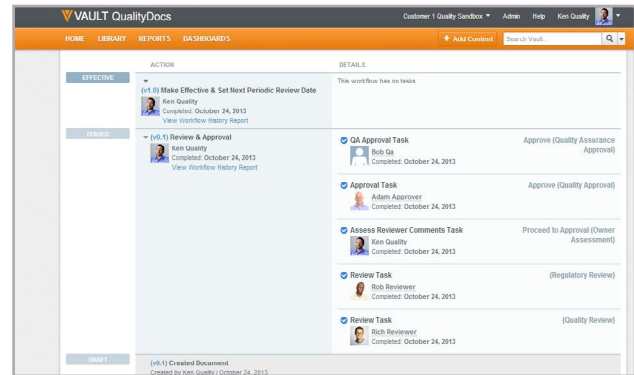 VAULT QualityDocs
Customer 1 Quality Sandbox Admin Help Ken Quality
HOME LIBRARY REPORTS DASHBOARDS
+ Add Content Search Vault...
ACTION DETAILS
EFFECTIVE
(v1.0) Make Effective & Set Next Periodic Review Date
Ken Quality
Completed: October 24, 2013
View Workflow History Report
This workflow has no tasks
ISSUED
(v0.1) Review & Approval
Ken Quality
Completed: October 24, 2013
View Workflow History Report
QA Approval Task Approve (Quality Assurance
Approval)
Bob Qa
Completed: October 24, 2013
Approval Task Approve (Quality Approval)
Adam Approver
Completed: October 24, 2013
Assess Reviewer Comments Task Proceed to Approval (Owner
Assessment)
Ken Quality
Completed: October 24, 2013
Review Task (Regulatory Review)
Rob Reviewer
Completed: October 24, 2013
Review Task (Quality Review)
Rich Reviewer
Completed: October 24, 2013
DRAFT
(v0.1) Created Document
Created by Ken Quality | October 24, 2013